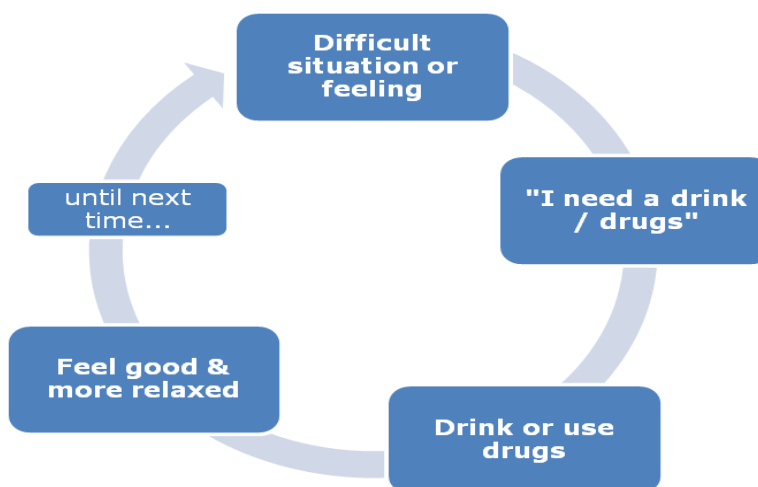 Difficult
situation or
feeling
"I need a drink
/ drugs"
Drink or use
drugs
Feel good &
more relaxed
until next
time...